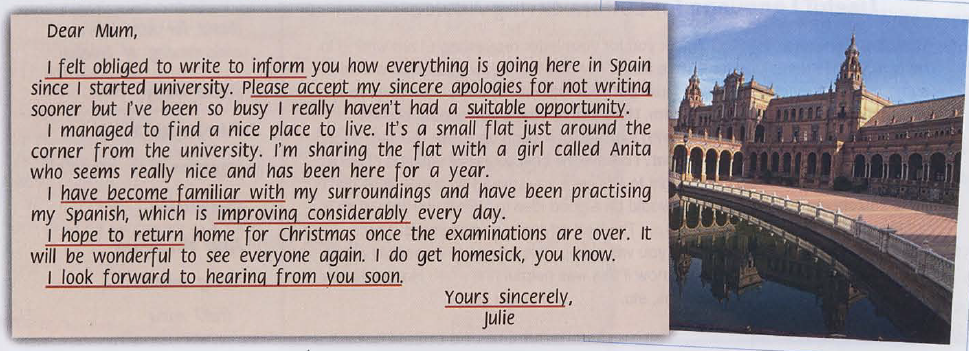 Dear Mum,
I felt obliged to write to inform you how everything is going here in Spain
since I started university. Please accept my sincere apologies for not writing
sooner but I've been so busy I really haven't had a suitable opportunity.
I managed to find a nice place to live. It's a small flat just around the
corner from the university. I'm sharing the flat with a girl called Anita
who seems really nice and has been here for a year.
I have become familiar with my surroundings and have been practising
my Spanish, which is improving considerably every day.
I hope to return home for Christmas once the examinations are over. It
will be wonderful to see everyone again. I do get homesick, you know.
I look forward to hearing from you soon.
Yours sincerely,
Julie